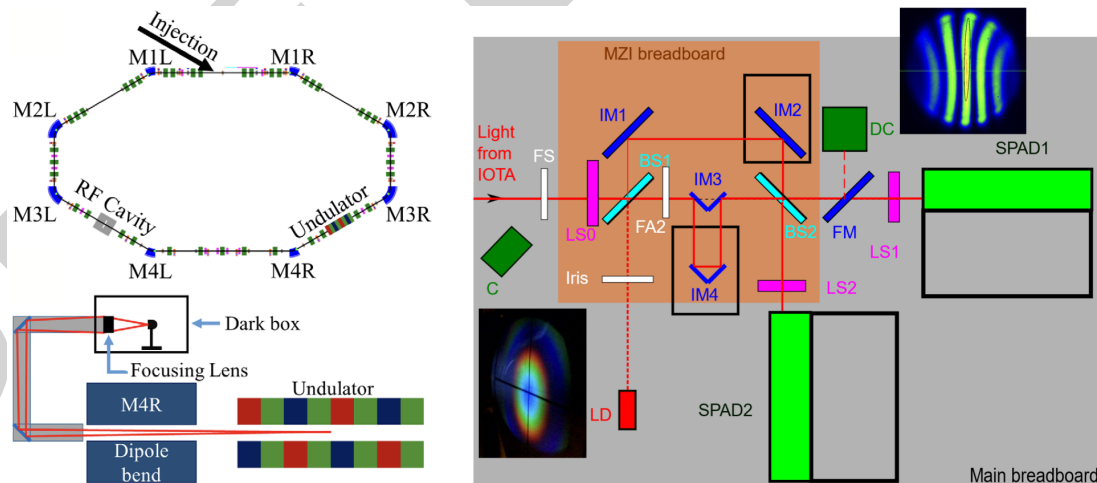 Injection
M1L
M1R
M2L
M2R
M3L
M3R
RF Cavity
Undulator
M4L
M4R
Dark box
Focusing Lens
Undulator
M4R
Dipole
bend
MZI breadboard
IM1
IM2
DC
Light
from
IOTA
FS
BS1
IM3
SPAD1
LS0
FA2
BS2
FM
LS1
C
Iris
IM4
LS2
LD
SPAD2
Main breadboard